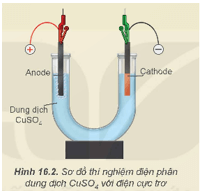 +
−
Anode
Cathode
Dung dịch
CuSO₄
Hình 16.2. Sơ đồ thí nghiệm điện phân
dung dịch CuSO₄ với điện cực trơ